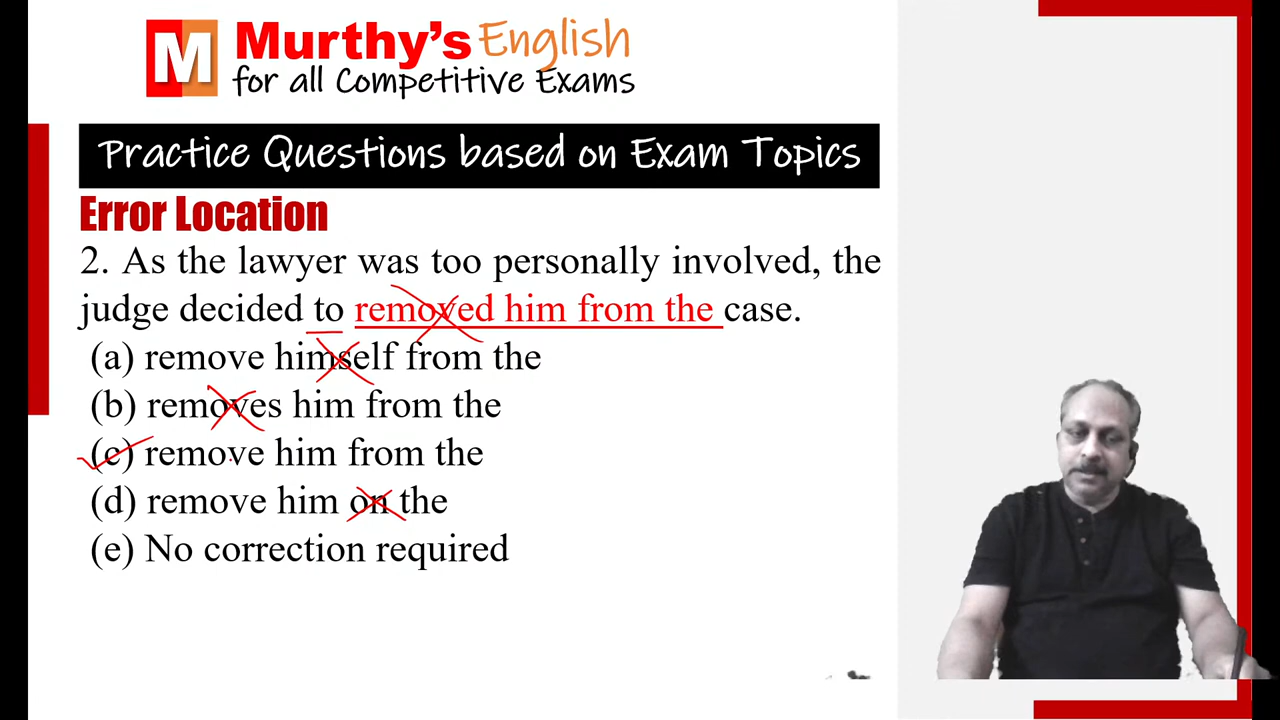 M Murthy's English
for all Competitive Exams
Practice Questions based on Exam Topics
Error Location
2. As the lawyer was too personally involved, the
judge decided to removed him from the case.
(a) remove himself from the
(b) removes him from the
(c) remove him from the
(d) remove him on the
(e) No correction required